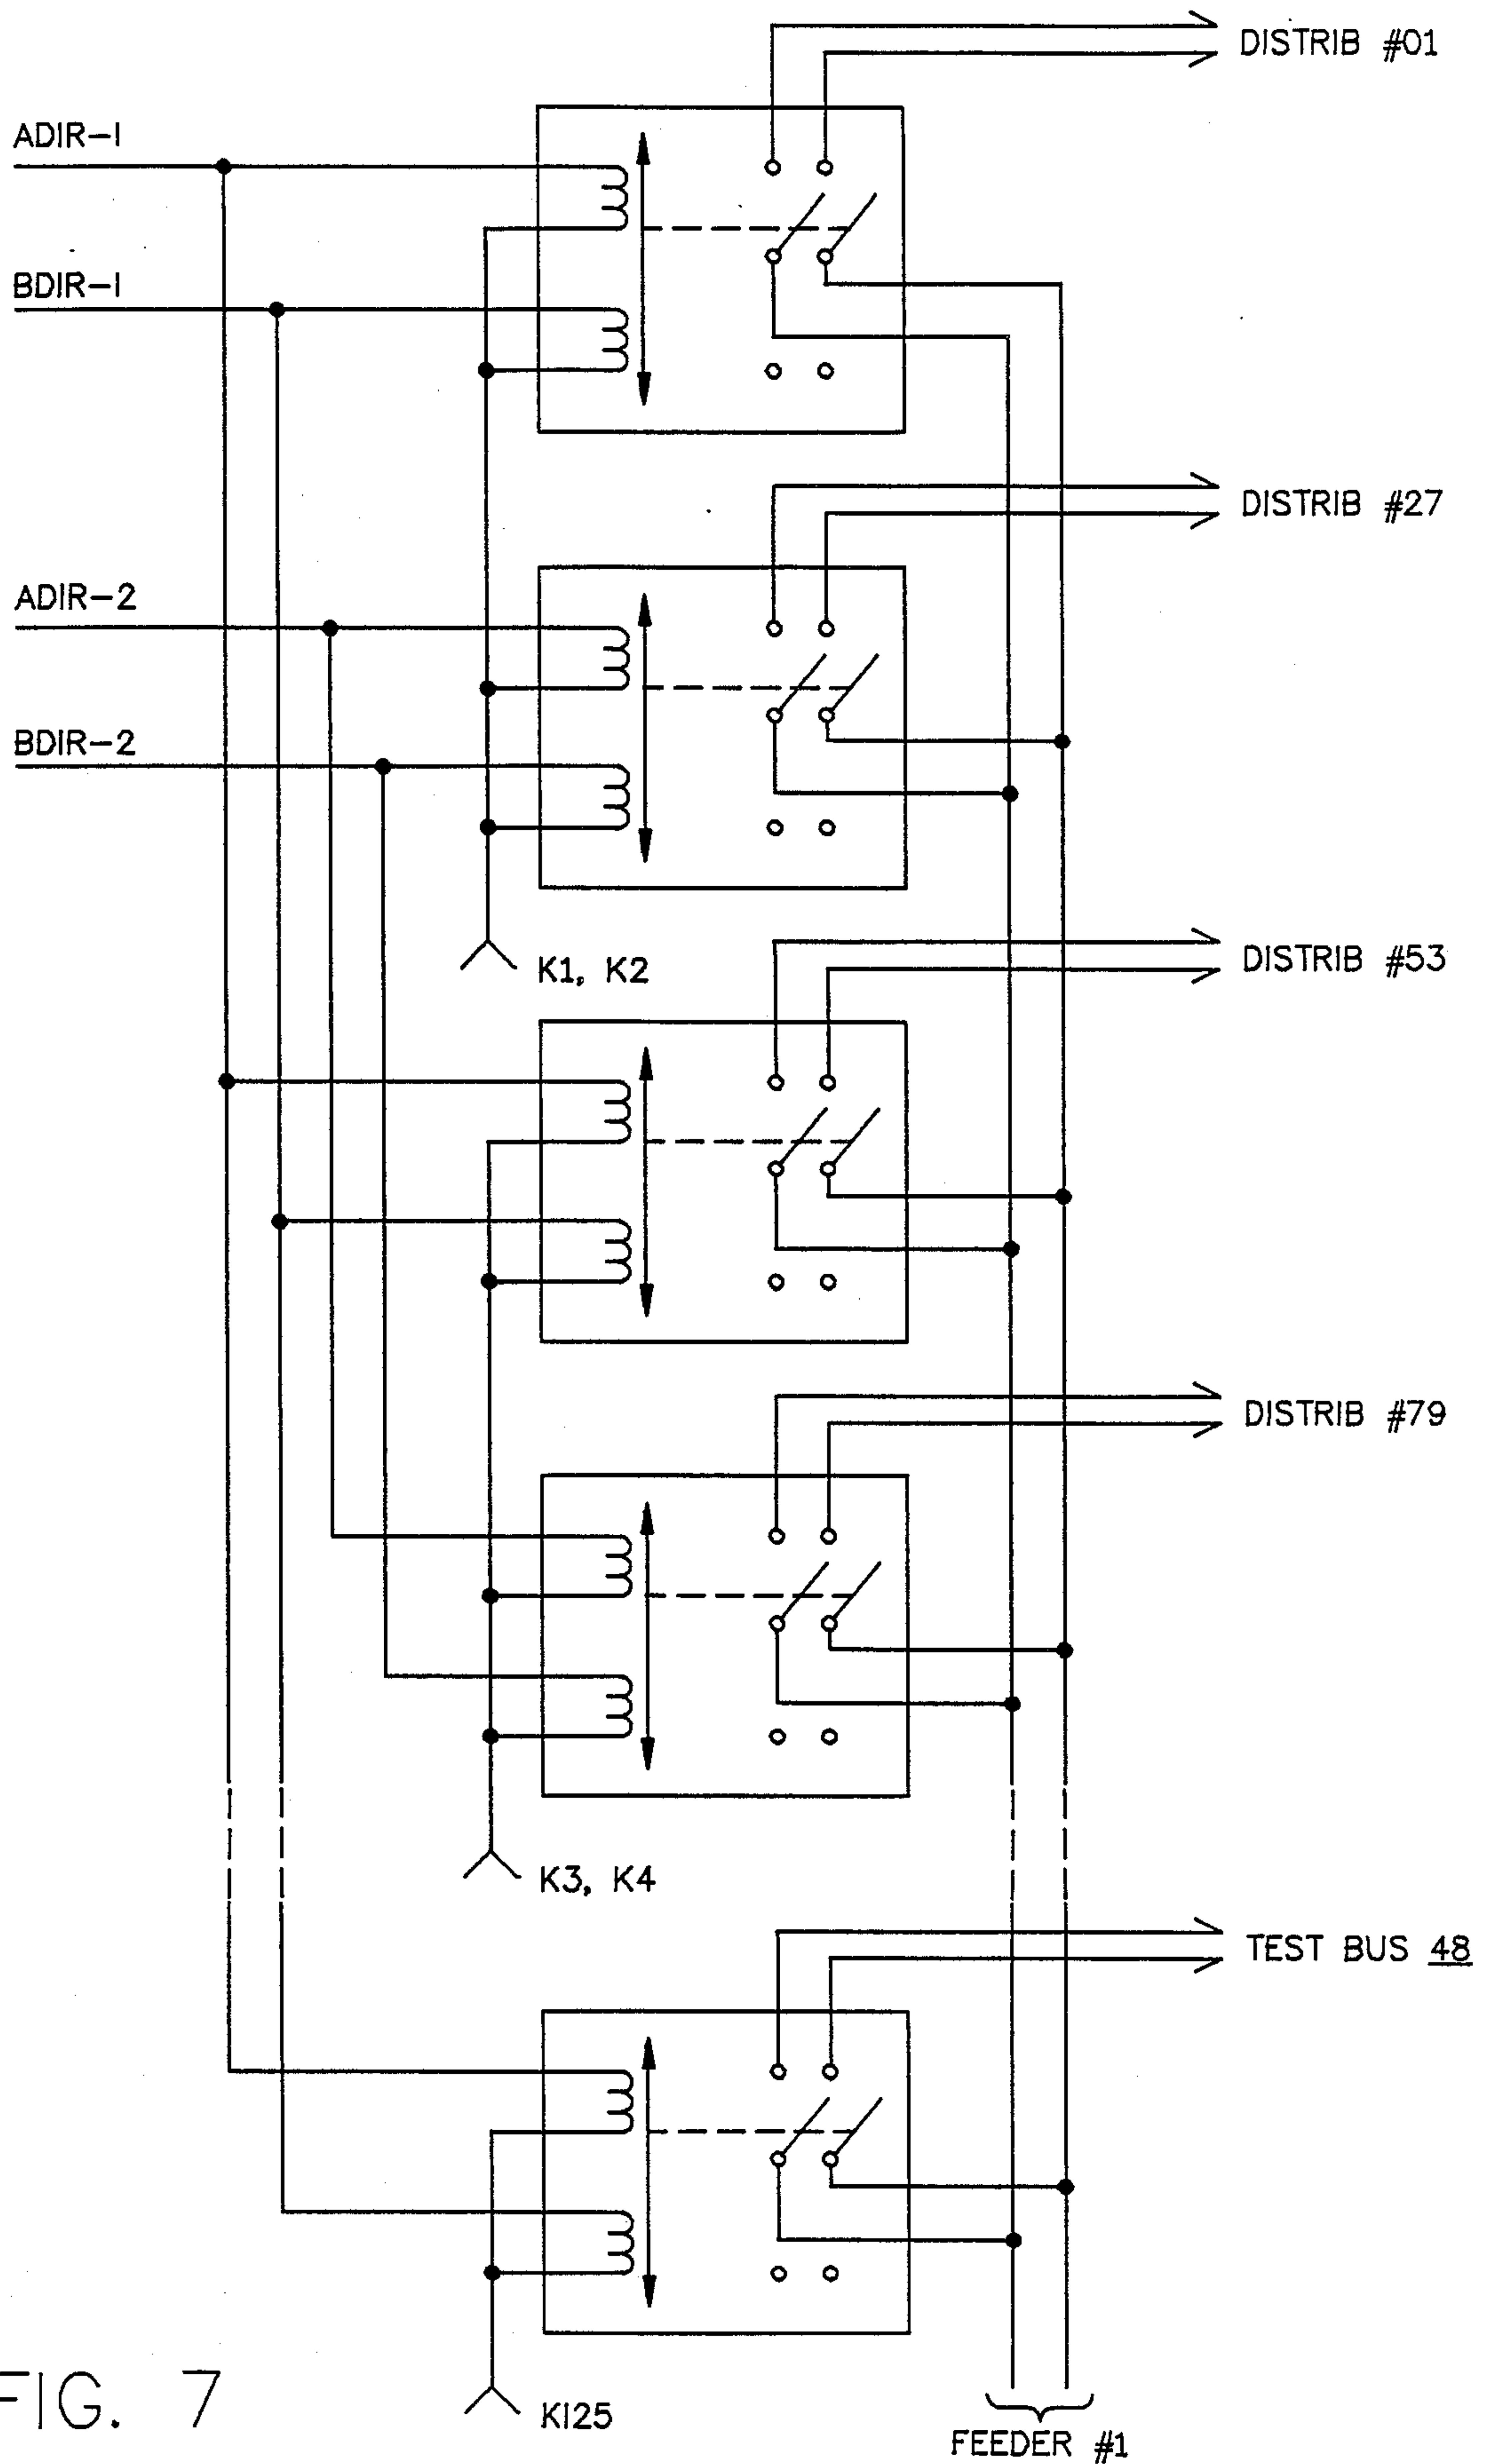 DISTRIB #01
ADIR-1
BDIR-1
DISTRIB #27
ADIR-2
BDIR-2
K1, K2
DISTRIB #53
DISTRIB #79
K3, K4
TEST BUS 48
K125
FIG. 7
FEEDER #1